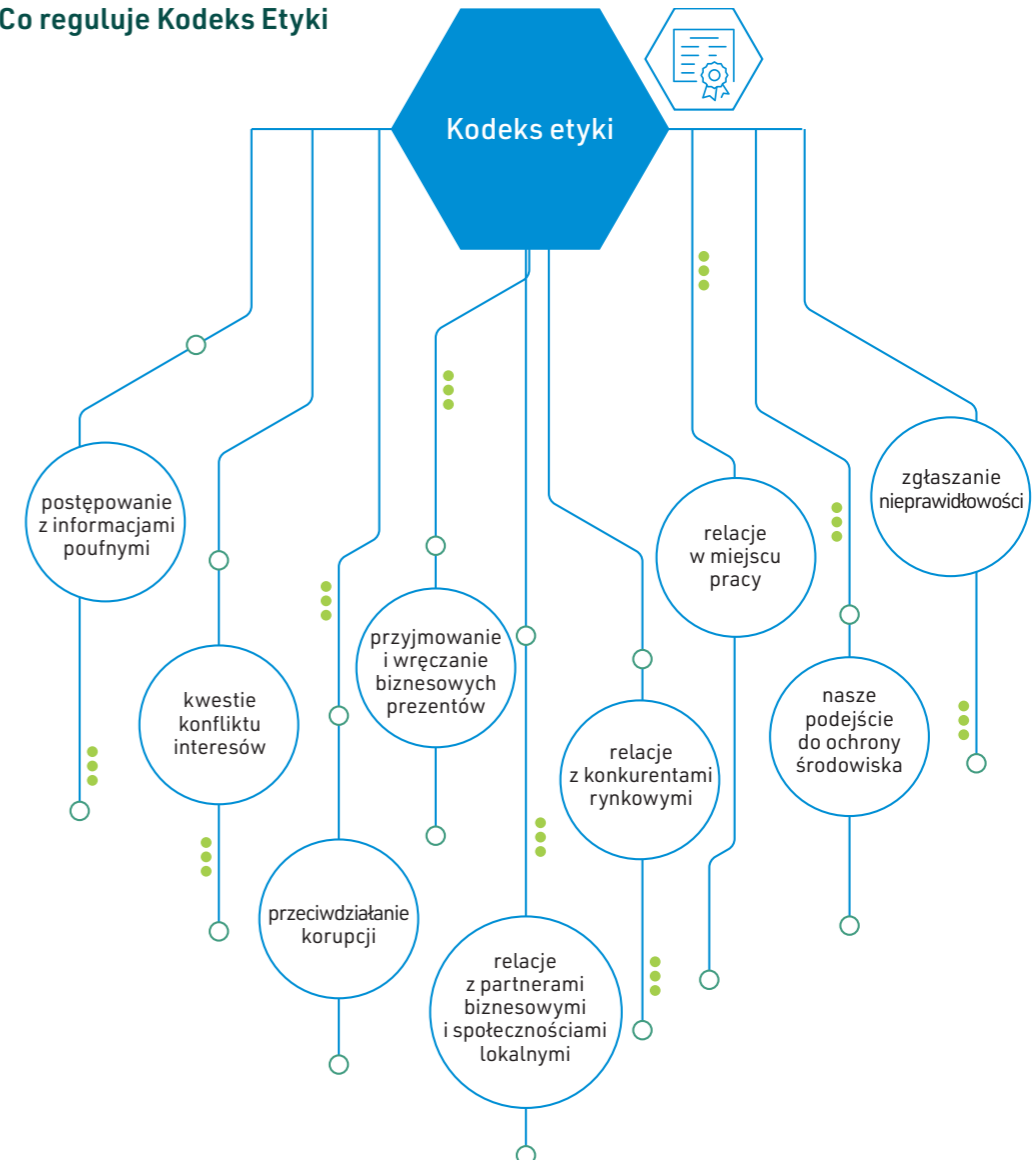 Co reguluje Kodeks Etyki
Kodeks etyki
postępowanie
z informacjami
poufnymi
kwestie
konfliktu
interesów
przeciwdziałanie
korupcji
przyjmowanie
i wręczanie
biznesowych
prezentów
relacje
z partnerami
biznesowymi
i społecznościami
lokalnymi
relacje
z konkurentami
rynkowymi
relacje
w miejscu
pracy
nasze
podejście
do ochrony
środowiska
zgłaszanie
nieprawidłowości